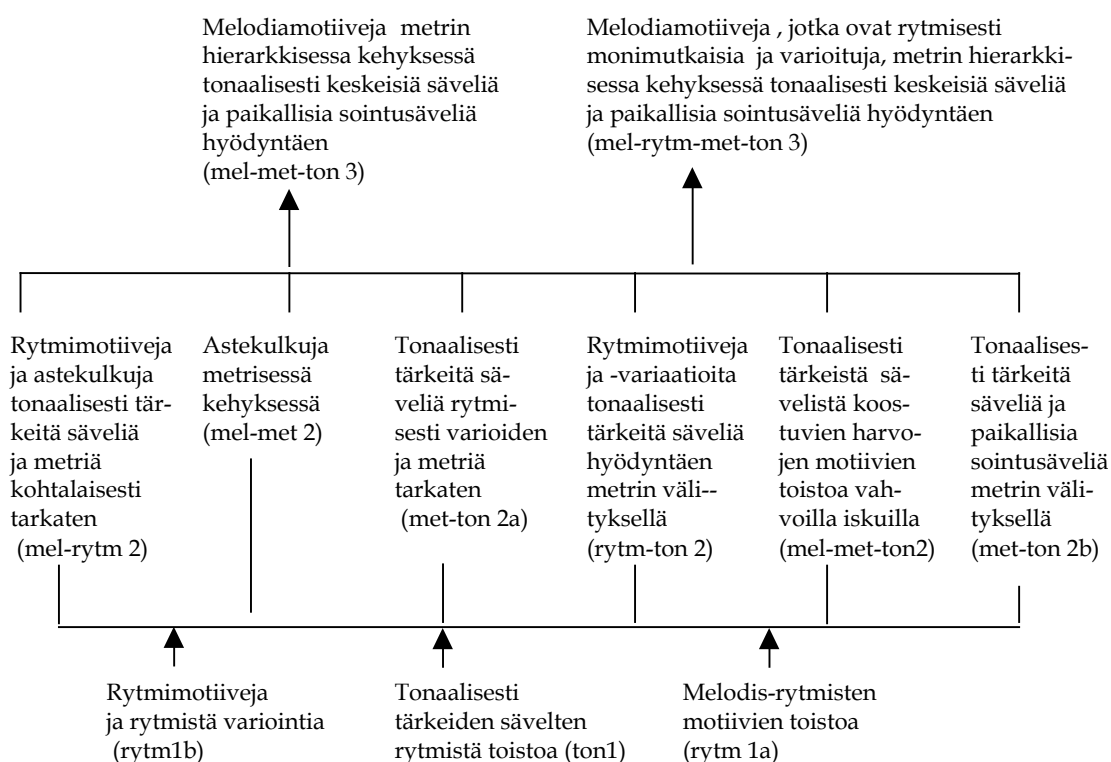 Melodiamotiiveja metrin
hierarkkisessa kehyksessä
tonaalisesti keskeisiä säveliä
ja paikallisia sointusäveliä
hyödyntäen
(mel-met-ton 3)
Melodiamotiiveja , jotka ovat rytmisesti
monimutkaisia ja varioituja, metrin hierarkki-
sessa kehyksessä tonaalisesti keskeisiä säveliä
ja paikallisia sointusäveliä hyödyntäen
(mel-rytm-met-ton 3)
Rytmimotiiveja
ja astekulkuja
tonaalisesti tär-
keitä säveliä
ja metriä
kohtalaisesti
tarkaten
(mel-rytm 2)
Astekulkuja
metrisessä
kehyksessä
(mel-met 2)
Tonaalisesti
tärkeitä sä-
veliä rytmi-
sesti varioiden
ja metriä
tarkaten
(met-ton 2a)
Rytmimotiiveja
ja -variaatioita
tonaalisesti
tärkeitä säveliä
hyödyntäen
metrin väli--
tyksellä
(rytm-ton 2)
Tonaalisesti
tärkeistä sä-
velistä koos-
tuvien harvo-
jen motiivien
toistoa vah-
voilla iskuilla
(mel-met-ton2)
Tonaalises-
ti tärkeitä
säveliä ja
paikallisia
sointusäveliä
metrin väli-
tyksellä
(met-ton 2b)
Rytmimotiiveja
ja rytmistä variointia
(rytm1b)
Tonaalisesti
tärkeiden sävelten
rytmistä toistoa (ton1)
Melodis-rytmisten
motiivien toistoa
(rytm 1a)